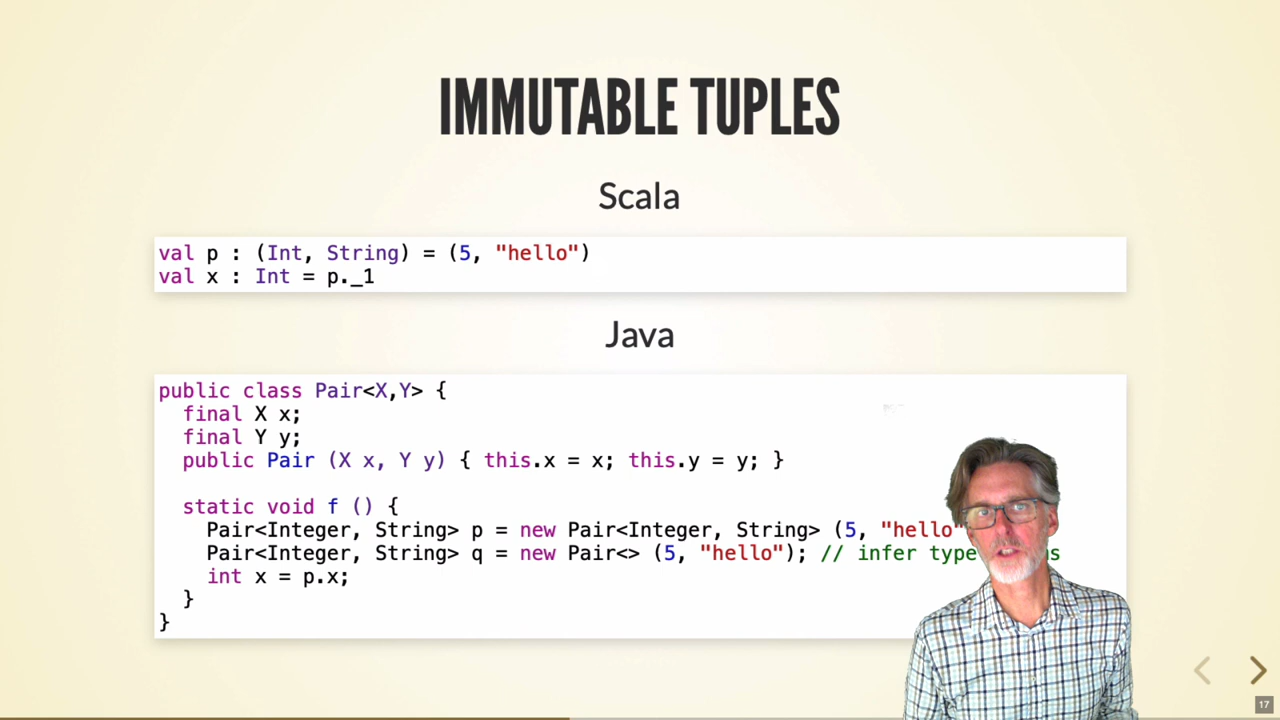 IMMUTABLE TUPLES
Scala
val p : (Int, String) = (5, "hello")
val x : Int = p._1
Java
public class Pair<X,Y> {
  final X x;
  final Y y;
  public Pair (X x, Y y) { this.x = x; this.y = y; }
  static void f () {
    Pair<Integer, String> p = new Pair<Integer, String> (5, "hello"
    Pair<Integer, String> q = new Pair<> (5, "hello"); // infer type
    int x = p.x;
  }
}
17